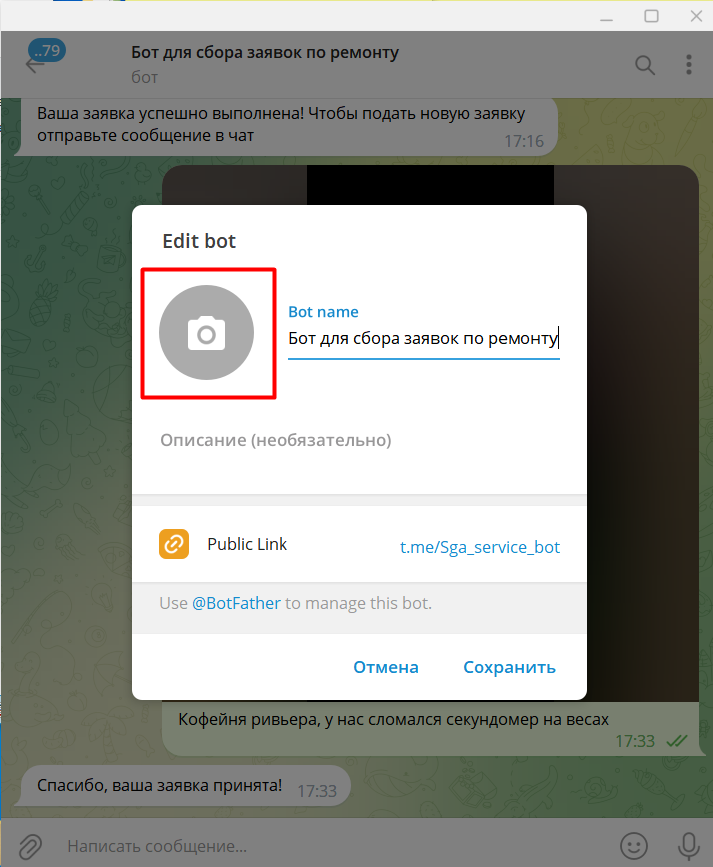 ..79
Бот для сбора заявок по ремонту
бот
Ваша заявка успешно выполнена! Чтобы подать новую заявку
отправьте сообщение в чат
17:16
Edit bot
Bot name
Бот для сбора заявок по ремонту
Описание (необязательно)
Public Link
t.me/Sga_service_bot
Use @BotFather to manage this bot.
Отмена
Сохранить
Кофейня ривьера, у нас сломался секундомер на весах
17:33
Спасибо, ваша заявка принята!
17:33
Написать сообщение...